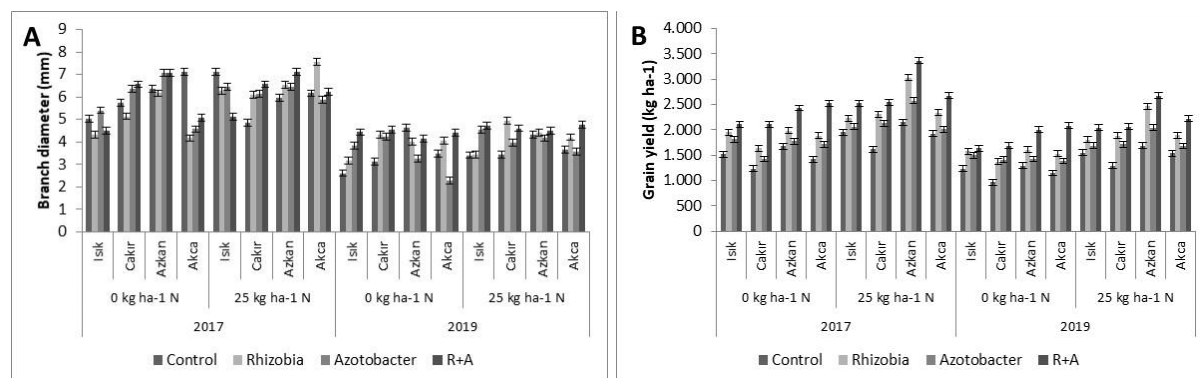 A
Branch diameter (mm)
9
8
7
6
5
4
3
2
1
0
Isık Cakır Azkan Akca Isık Cakır Azkan Akca Isık Cakır Azkan Akca Isık Cakır Azkan Akca
0 kg ha-1 N 25 kg ha-1 N 0 kg ha-1 N 25 kg ha-1 N
2017 2019
Control Rhizobia Azotobacter R+A
B
Grain yield (kg ha-1)
4.000
3.500
3.000
2.500
2.000
1.500
1.000
500
0
Isık Cakır Azkan Akca Isık Cakır Azkan Akca Isık Cakır Azkan Akca Isık Cakır Azkan Akca
0 kg ha-1 N 25 kg ha-1 N 0 kg ha-1 N 25 kg ha-1 N
2017 2019
Control Rhizobia Azotobacter R+A